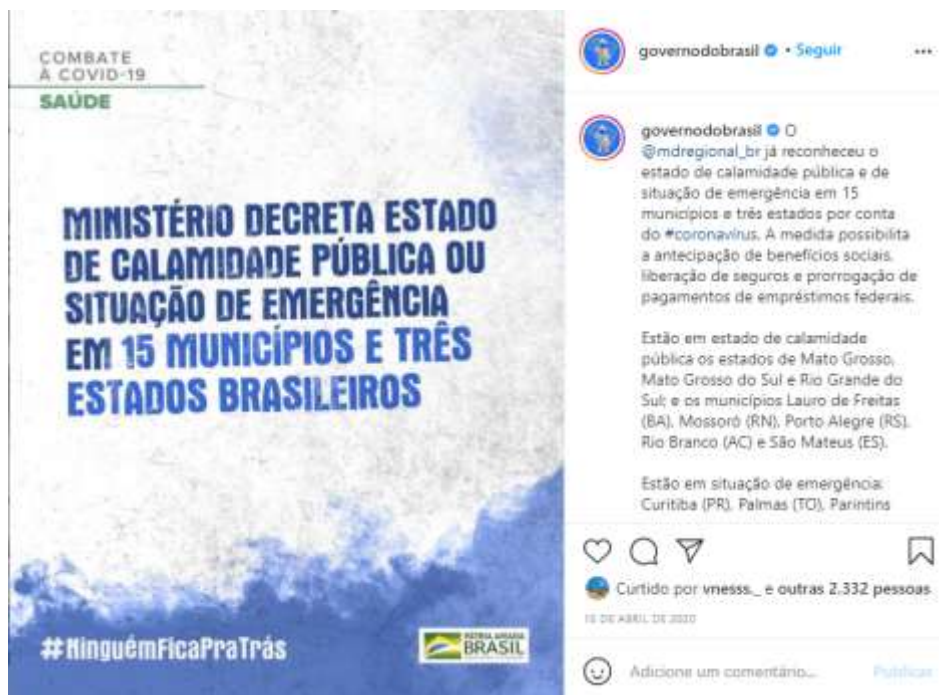 COMBATE
À COVID-19
SAÚDE
MINISTÉRIO DECRETA ESTADO
DE CALAMIDADE PÚBLICA OU
SITUAÇÃO DE EMERGÊNCIA
EM 15 MUNICÍPIOS E TRÊS
ESTADOS BRASILEIROS
#NinguémFicaPraTrás
PÁTRIA AMADA
BRASIL
governodobrasil • Seguir
governodobrasil O
@mdregional_br já reconheceu o
estado de calamidade pública e de
situação de emergência em 15
municípios e três estados por conta
do #coronavírus. A medida possibilita
a antecipação de benefícios sociais,
liberação de seguros e prorrogação de
pagamentos de empréstimos federais.
Estão em estado de calamidade
pública os estados de Mato Grosso,
Mato Grosso do Sul e Rio Grande do
Sul; e os municípios Lauro de Freitas
(BA), Mossoró (RN), Porto Alegre (RS),
Rio Branco (AC) e São Mateus (ES).
Estão em situação de emergência:
Curitiba (PR), Palmas (TO), Parintins
Curtido por vnesss._ e outras 2.332 pessoas
DE ABRIL DE 2020
Adicione um comentário...
Publicar